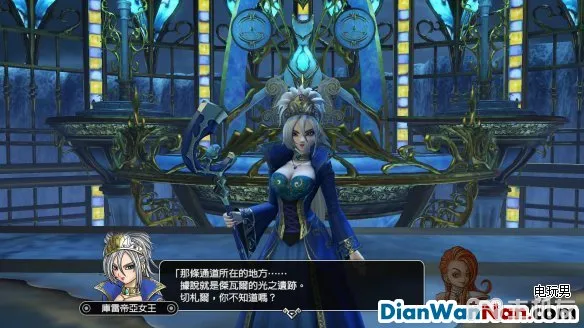 「那條通道所在的地方……
據說就是傑瓦爾的光之遺跡。
切札爾，你不知道嗎？
庫雷帝亞女王
电玩男
DianWanNan.com